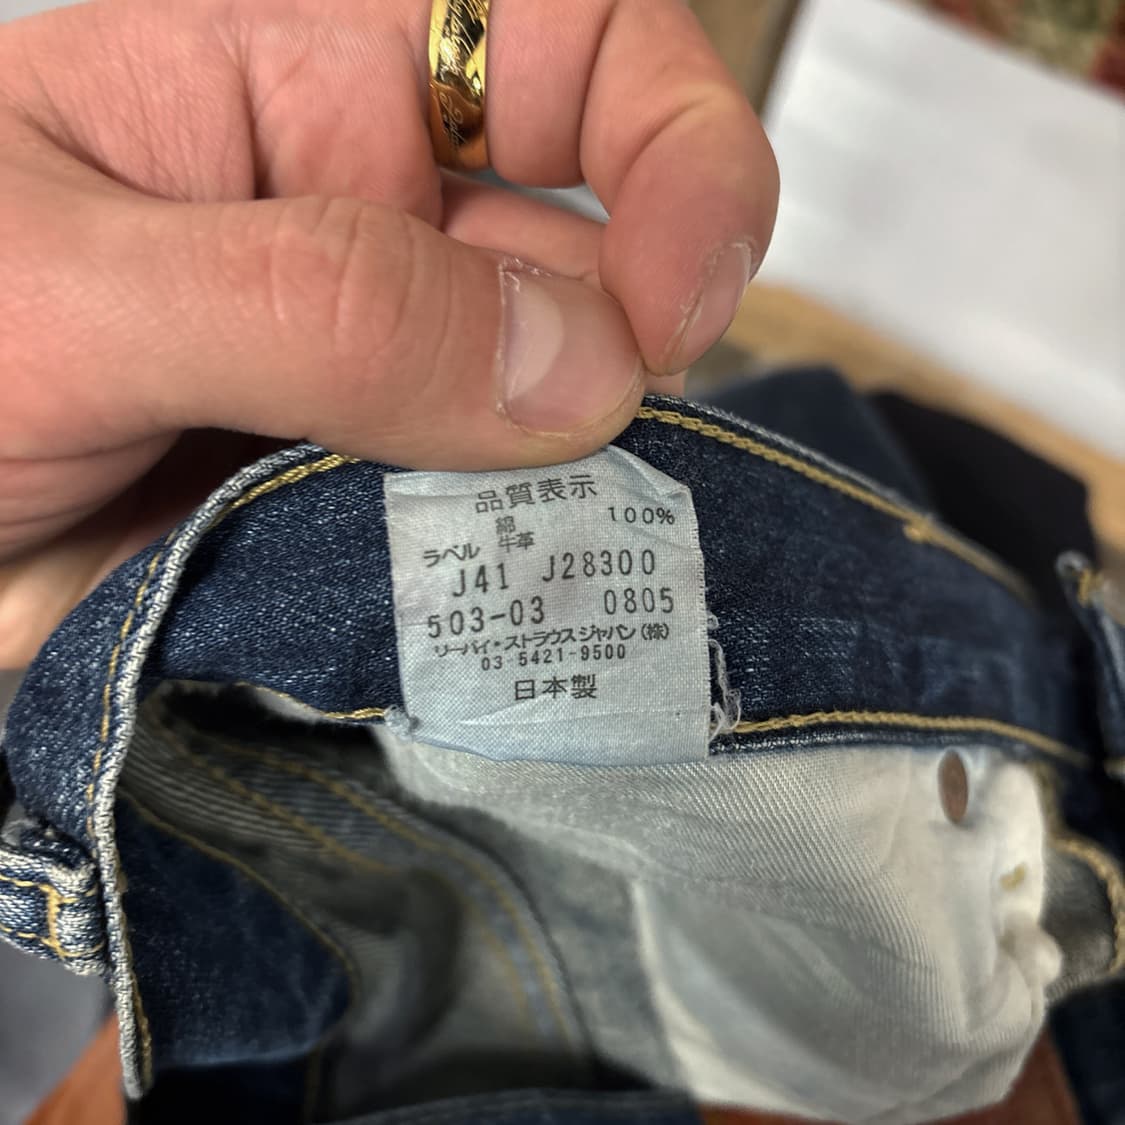 品質表示
綿 100%
ラベル 牛革
J41 J28300
503-03 0805
リーバイ・ストラウスジャパン(株)
03 5421-9500
日本製